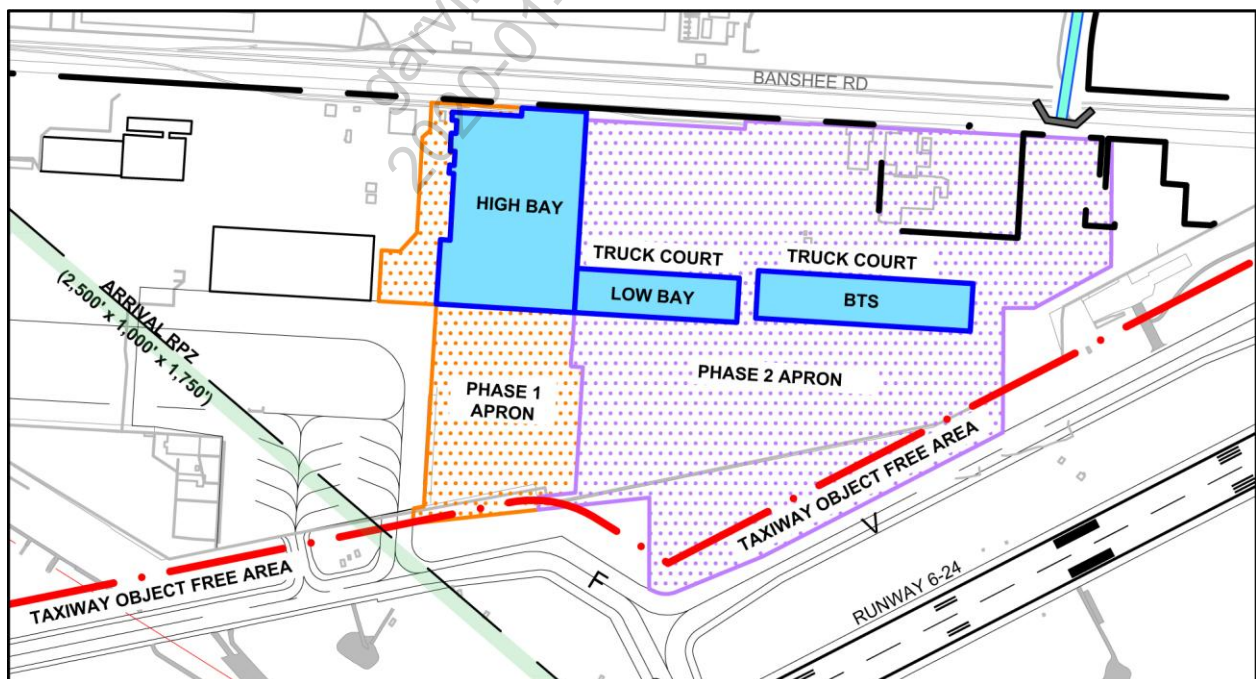 BANSHEE RD
HIGH BAY
TRUCK COURT
TRUCK COURT
LOW BAY
BTS
ARRIVAL RPZ
(2,500' x 1,000' x 1,750')
PHASE 1
APRON
PHASE 2 APRON
TAXIWAY OBJECT FREE AREA
TAXIWAY OBJECT FREE AREA
F
V
RUNWAY 6-24